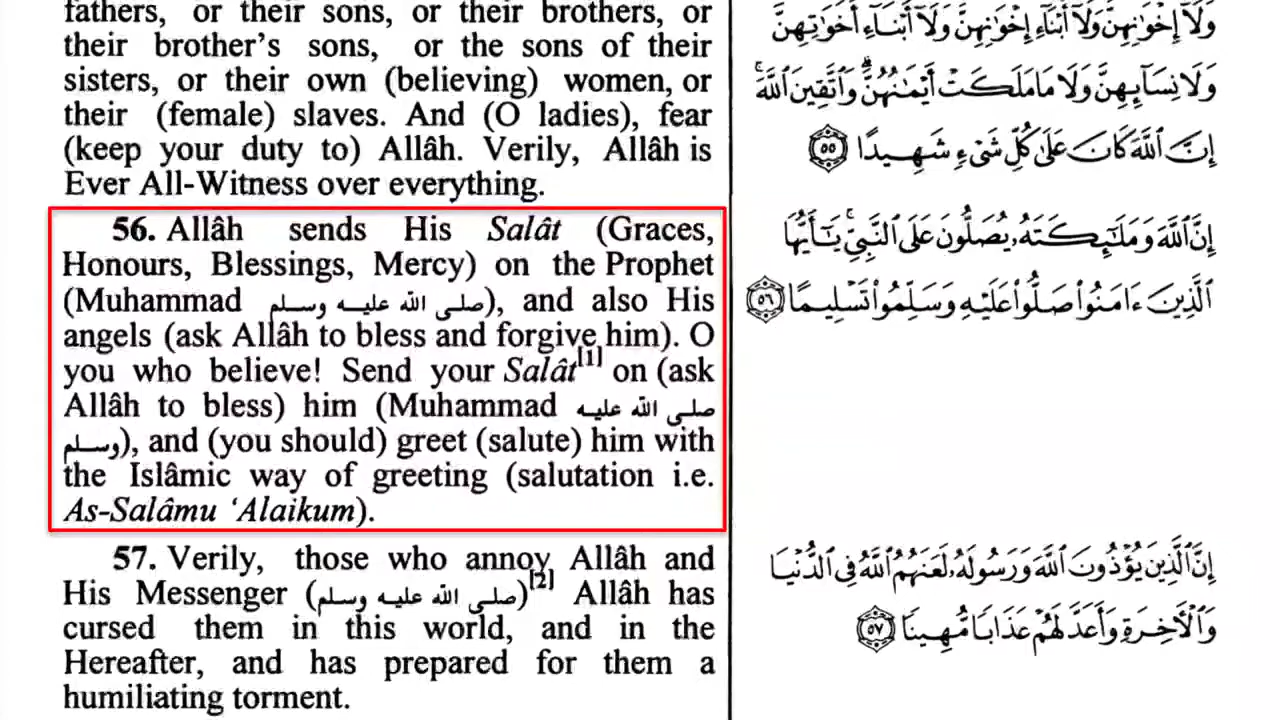 fathers, or their sons, or their brothers, or
their brother's sons, or the sons of their
sisters, or their own (believing) women, or
their (female) slaves. And (O ladies), fear
(keep your duty to) Allâh. Verily, Allâh is
Ever All-Witness over everything.
56. Allâh sends His Salât (Graces,
Honours, Blessings, Mercy) on the Prophet
(Muhammad صلى الله عليه وسلم), and also His
angels (ask Allâh to bless and forgive him). O
you who believe! Send your Salât[1] on (ask
Allâh to bless) him (Muhammad صلى الله عليه
وسلم), and (you should) greet (salute) him with
the Islâmic way of greeting (salutation i.e.
As-Salâmu ‘Alaikum).
57. Verily, those who annoy Allâh and
His Messenger (صلى الله عليه وسلم)[2] Allâh has
cursed them in this world, and in the
Hereafter, and has prepared for them a
humiliating torment.
وَلَآ إِخْوَٰنِهِنَّ وَلَآ أَبْنَآءِ إِخْوَٰنِهِنَّ وَلَآ أَبْنَآءِ أَخَوَٰتِهِنَّ
وَلَا نِسَآئِهِنَّ وَلَا مَا مَلَكَتْ أَيْمَٰنُهُنَّ ۗ وَٱتَّقِينَ ٱللَّهَ ۚ
إِنَّ ٱللَّهَ كَانَ عَلَىٰ كُلِّ شَىْءٍ شَهِيدًا ٥٥
إِنَّ ٱللَّهَ وَمَلَٰٓئِكَتَهُۥ يُصَلُّونَ عَلَى ٱلنَّبِىِّ ۚ يَٰٓأَيُّهَا
ٱلَّذِينَ ءَامَنُوا۟ صَلُّوا۟ عَلَيْهِ وَسَلِّمُوا۟ تَسْلِيمًا ٥٦
إِنَّ ٱلَّذِينَ يُؤْذُونَ ٱللَّهَ وَرَسُولَهُۥ لَعَنَهُمُ ٱللَّهُ فِى ٱلدُّنْيَا
وَٱلْءَاخِرَةِ وَأَعَدَّ لَهُمْ عَذَابًا مُّهِينًا ٥٧